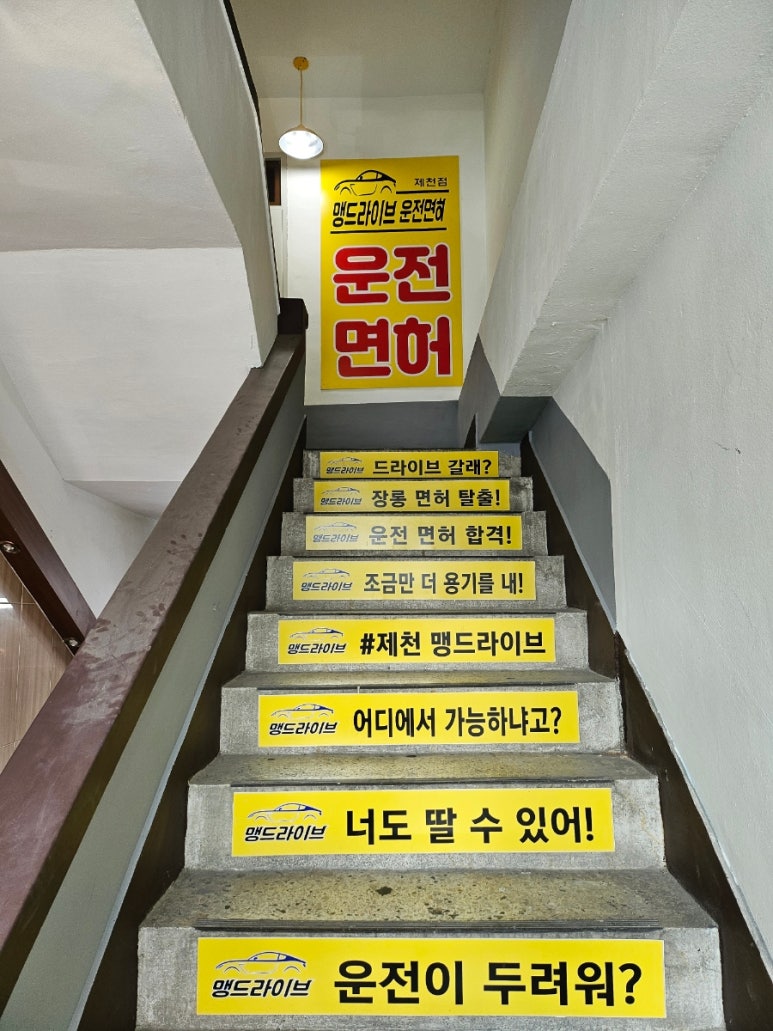 제천점
맹드라이브 운전면허
운전
면허
맹드라이브 드라이브 갈래?
맹드라이브 장롱 면허 탈출!
맹드라이브 운전 면허 합격!
맹드라이브 조금만 더 용기를 내!
맹드라이브 #제천 맹드라이브
맹드라이브 어디에서 가능하냐고?
맹드라이브 너도 딸 수 있어!
맹드라이브 운전이 두려워?